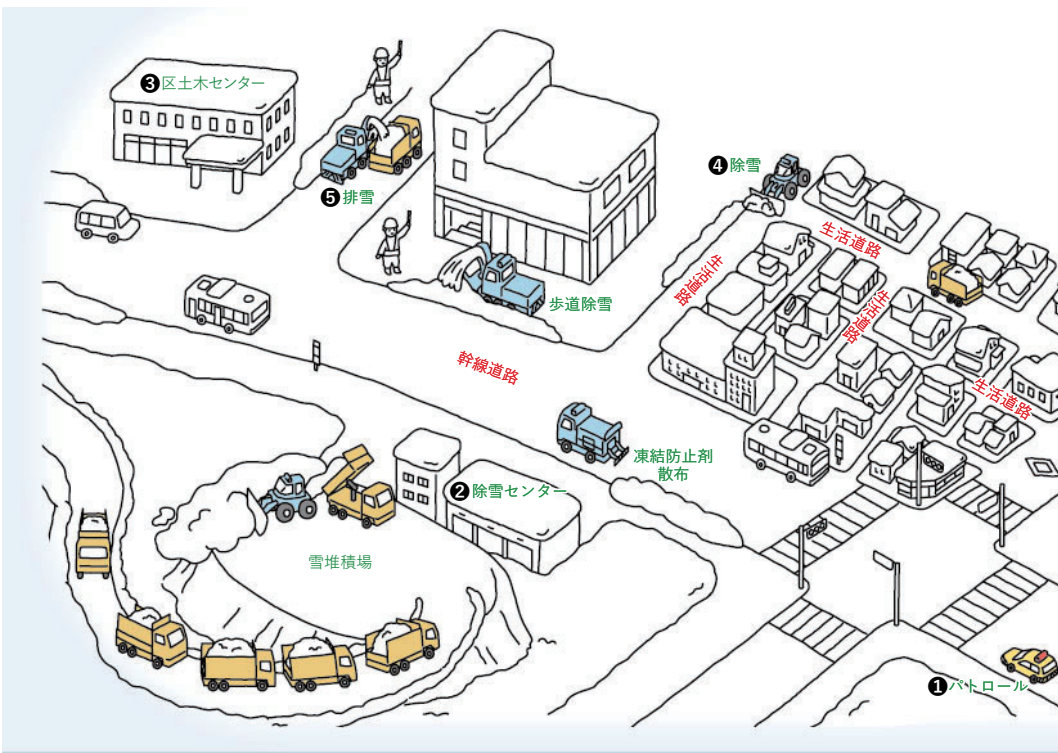 ❸区土木センター
❺排雪
❹除雪
生活道路
生活道路
生活道路
歩道除雪
幹線道路
生活道路
凍結防止剤
散布
❷除雪センター
雪堆積場
❶パトロール